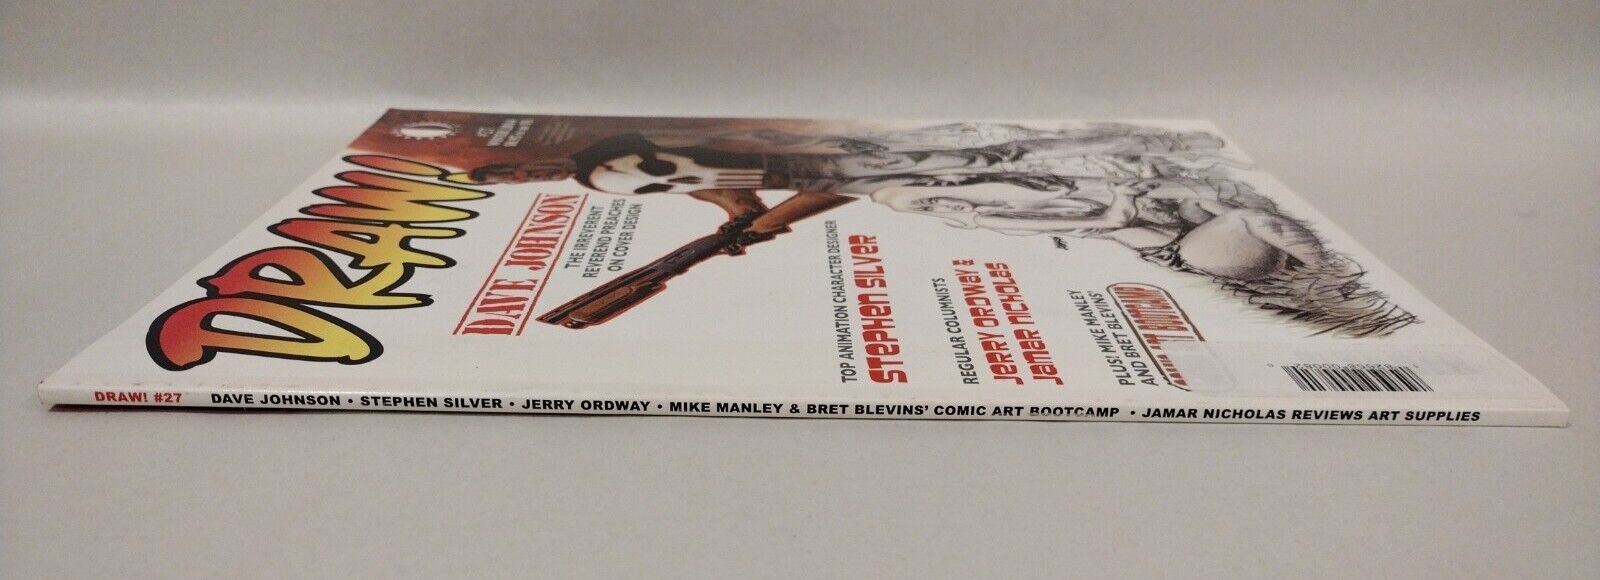 DRAW!
#27
DAVE JOHNSON
THE IRREVERENT
REVEREND PREACHES
ON COVER DESIGN
TOP ANIMATION CHARACTER DESIGNER
STEPHEN SILVER
REGULAR COLUMNISTS
JERRY ORDWAY &
JAMAR NICHOLAS
PLUS! MIKE MANLEY
AND BRET BLEVINS'
BOOTCAMP
DRAW! #27 DAVE JOHNSON • STEPHEN SILVER • JERRY ORDWAY • MIKE MANLEY & BRET BLEVINS' COMIC ART BOOTCAMP • JAMAR NICHOLAS REVIEWS ART SUPPLIES